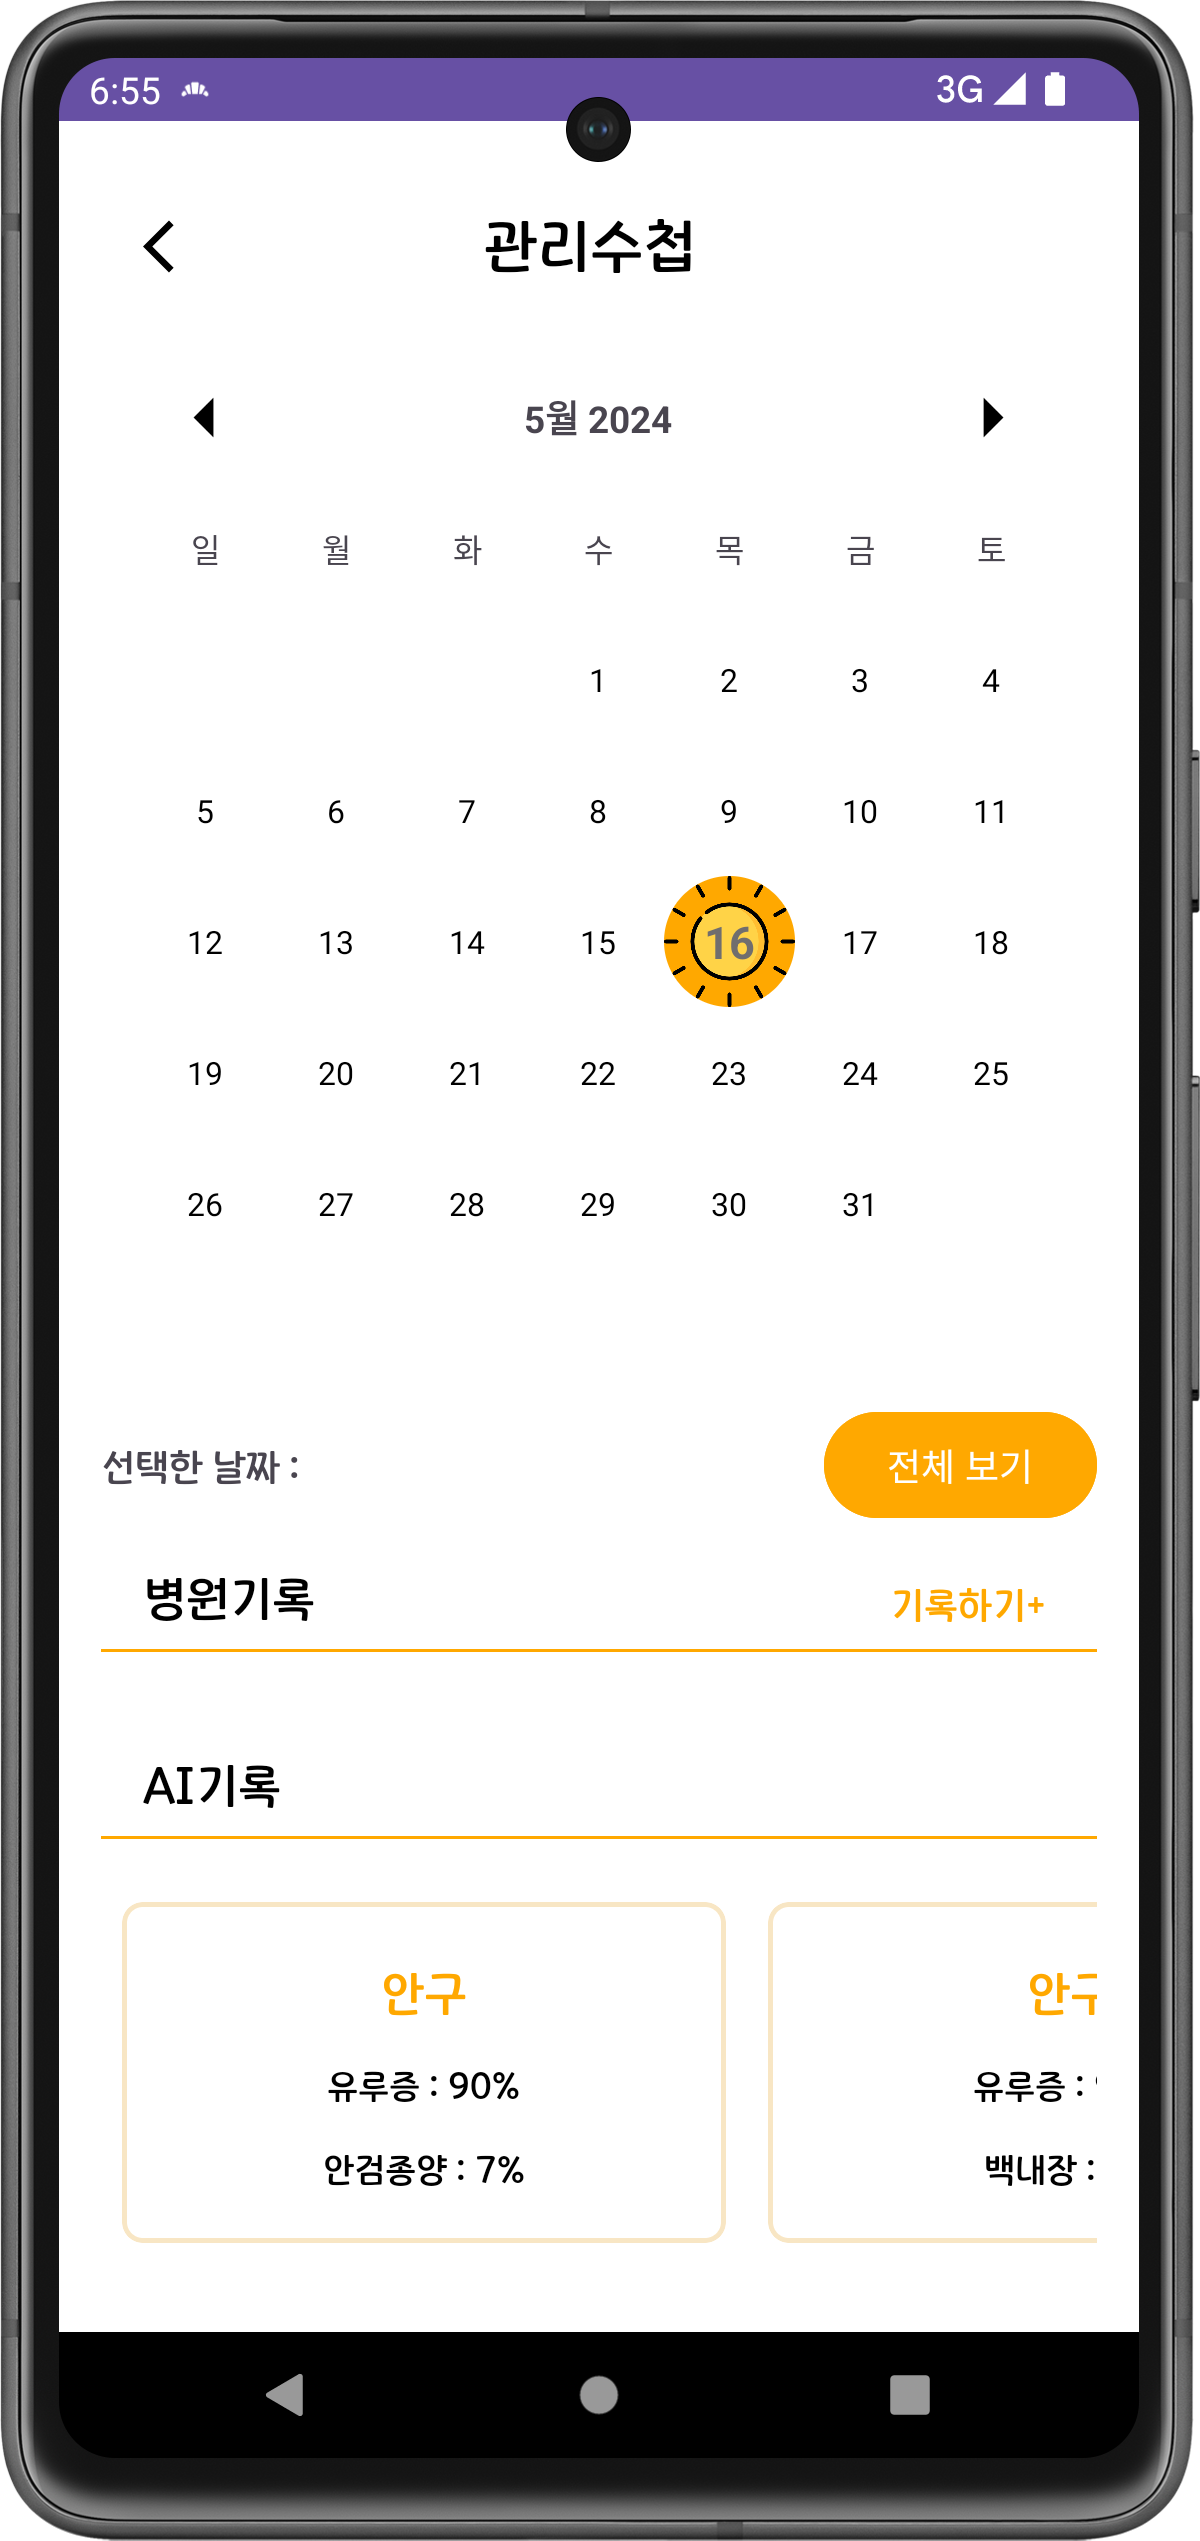 6:55 3G
관리수첩
5월 2024
일 월 화 수 목 금 토
1 2 3 4
5 6 7 8 9 10 11
12 13 14 15 16 17 18
19 20 21 22 23 24 25
26 27 28 29 30 31
선택한 날짜 : 전체 보기
병원기록 기록하기+
AI기록
안구
유루증 : 90%
안검종양 : 7%
안구
유루증 :
백내장 :